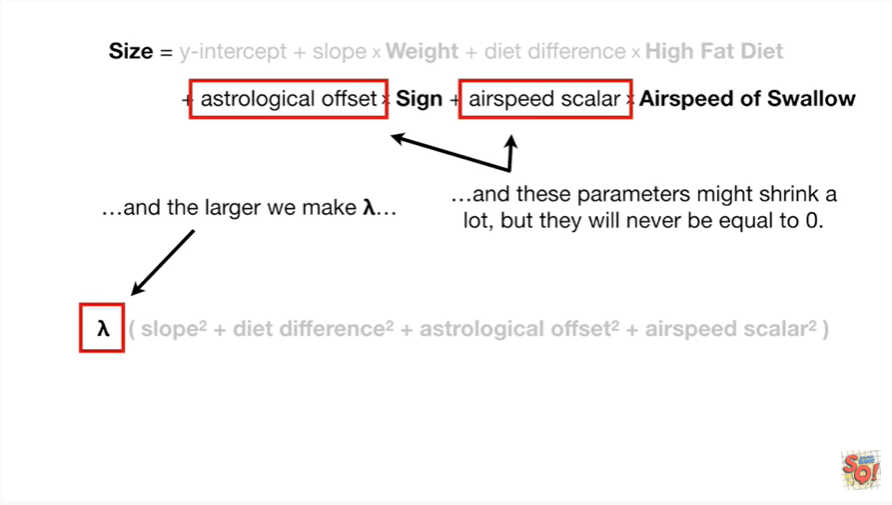 Size = y-intercept + slope x Weight + diet difference x High Fat Diet
+ astrological offset x Sign + airspeed scalar x Airspeed of Swallow
…and the larger we make λ…
…and these parameters might shrink a
lot, but they will never be equal to 0.
λ ( slope² + diet difference² + astrological offset² + airspeed scalar² )
SQ!